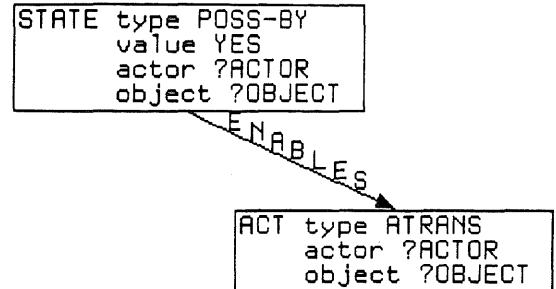 STATE type POSS-BY
value YES
actor ?ACTOR
object ?OBJECT
ENABLES
ACT type ATRANS
actor ?ACTOR
object ?OBJECT